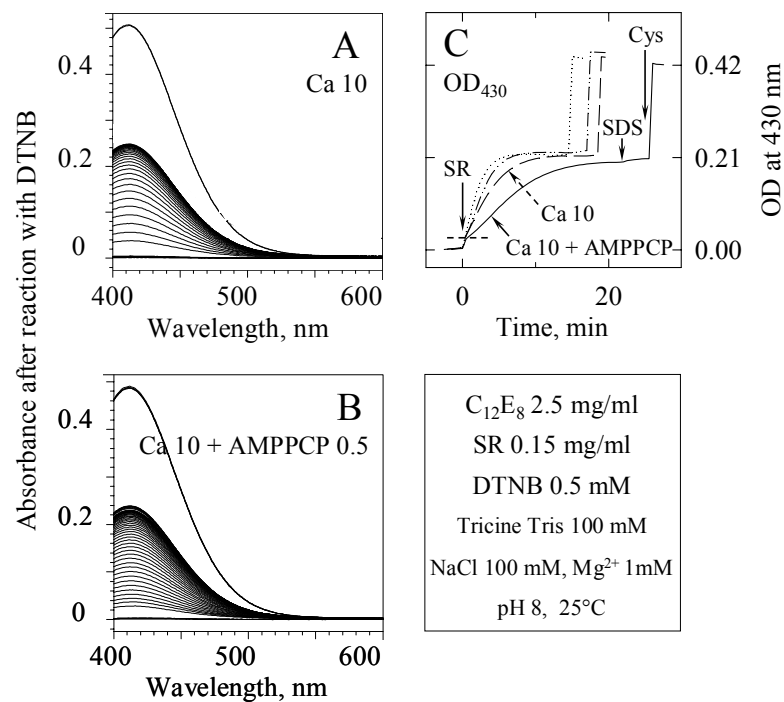 Absorbance after reaction with DTNB
A
Ca 10
0.4
0.2
0
400 500 600
Wavelength, nm
B
Ca 10 + AMPPCP 0.5
0.4
0.2
0
400 500 600
Wavelength, nm
C
OD₄₃₀
Cys
SDS
SR
Ca 10
Ca 10 + AMPPCP
0.42
0.21
0.00
OD at 430 nm
0 20
Time, min
C₁₂E₈ 2.5 mg/ml
SR 0.15 mg/ml
DTNB 0.5 mM
Tricine Tris 100 mM
NaCl 100 mM, Mg²⁺ 1mM
pH 8, 25°C